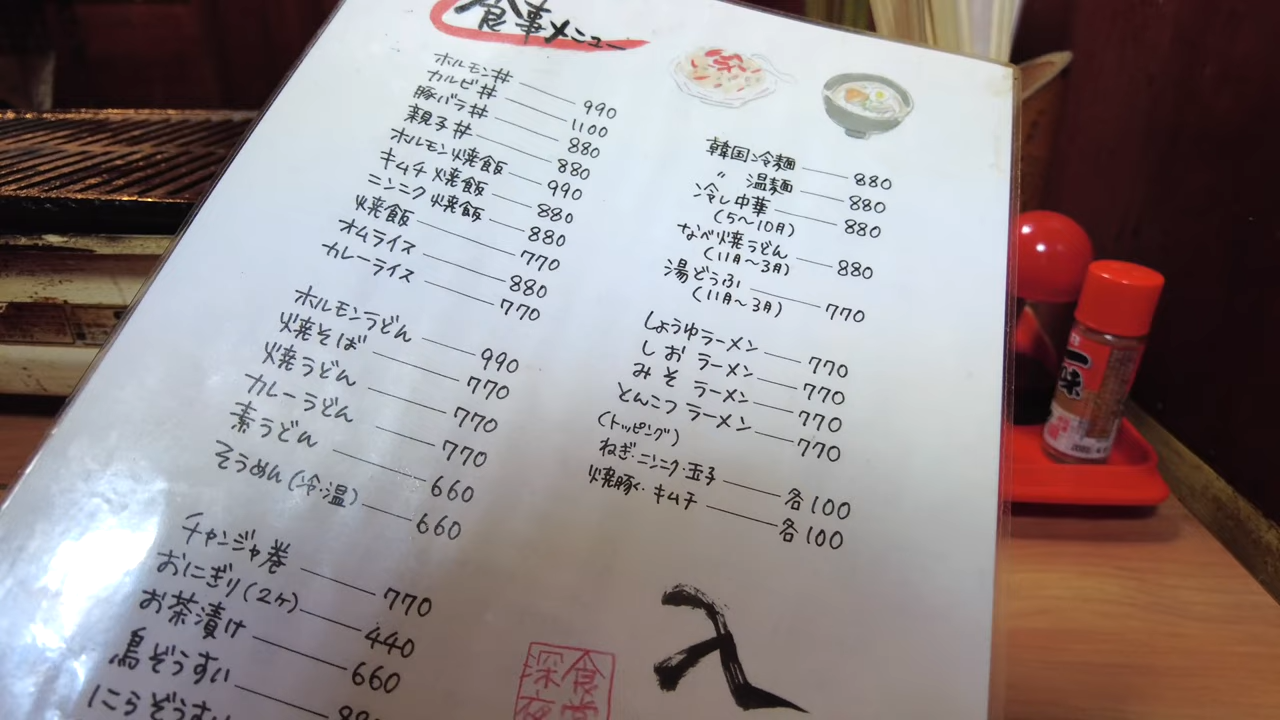 食事メニュー
ホルモン丼 990
カルビ丼 1100
豚バラ丼 880
親子丼 880
ホルモン焼飯 990
キムチ焼飯 880
ニンニク焼飯 880
焼飯 770
オムライス 880
カレーライス 770
ホルモンうどん 990
焼そば 770
焼うどん 770
カレーうどん 770
素うどん 660
そうめん(冷・温) 660
チャンジャ巻 770
おにぎり(2ヶ) 440
お茶漬け 660
鳥ぞうすい
にらぞうすい
韓国冷麺 880
〃 温麺 880
冷し中華 880
(5〜10月)
なべ焼うどん 880
(11月〜3月)
湯どうふ 770
(11月〜3月)
しょうゆラーメン 770
しおラーメン 770
みそラーメン 770
とんこつラーメン 770
(トッピング)
ねぎ・ニンニク・玉子 各100
焼豚・キムチ 各100
深夜
食堂
一味